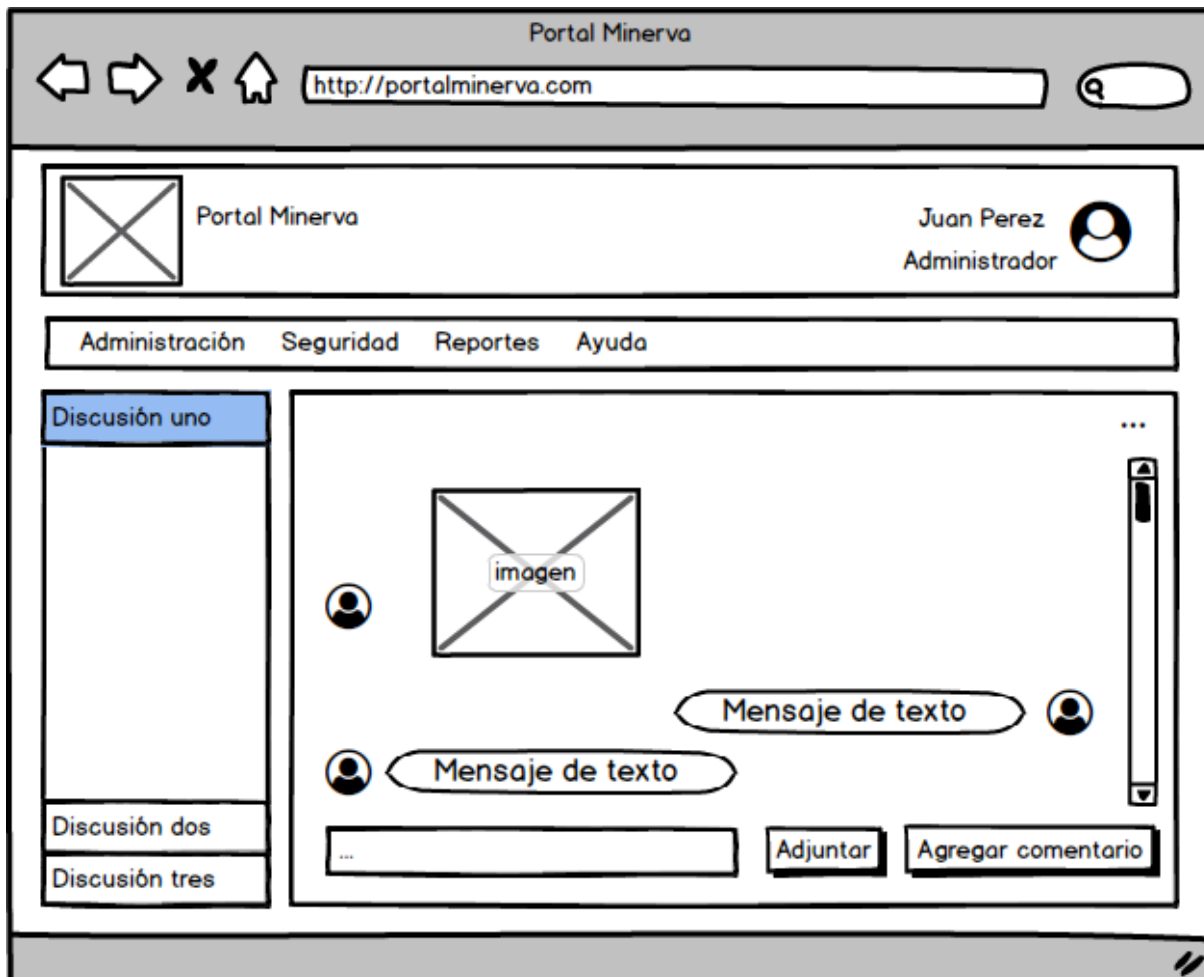 Portal Minerva
http://portalminerva.com
Portal Minerva
Juan Perez
Administrador
Administración Seguridad Reportes Ayuda
Discusión uno
...
imagen
Mensaje de texto
Mensaje de texto
Discusión dos
Discusión tres
...
Adjuntar
Agregar comentario